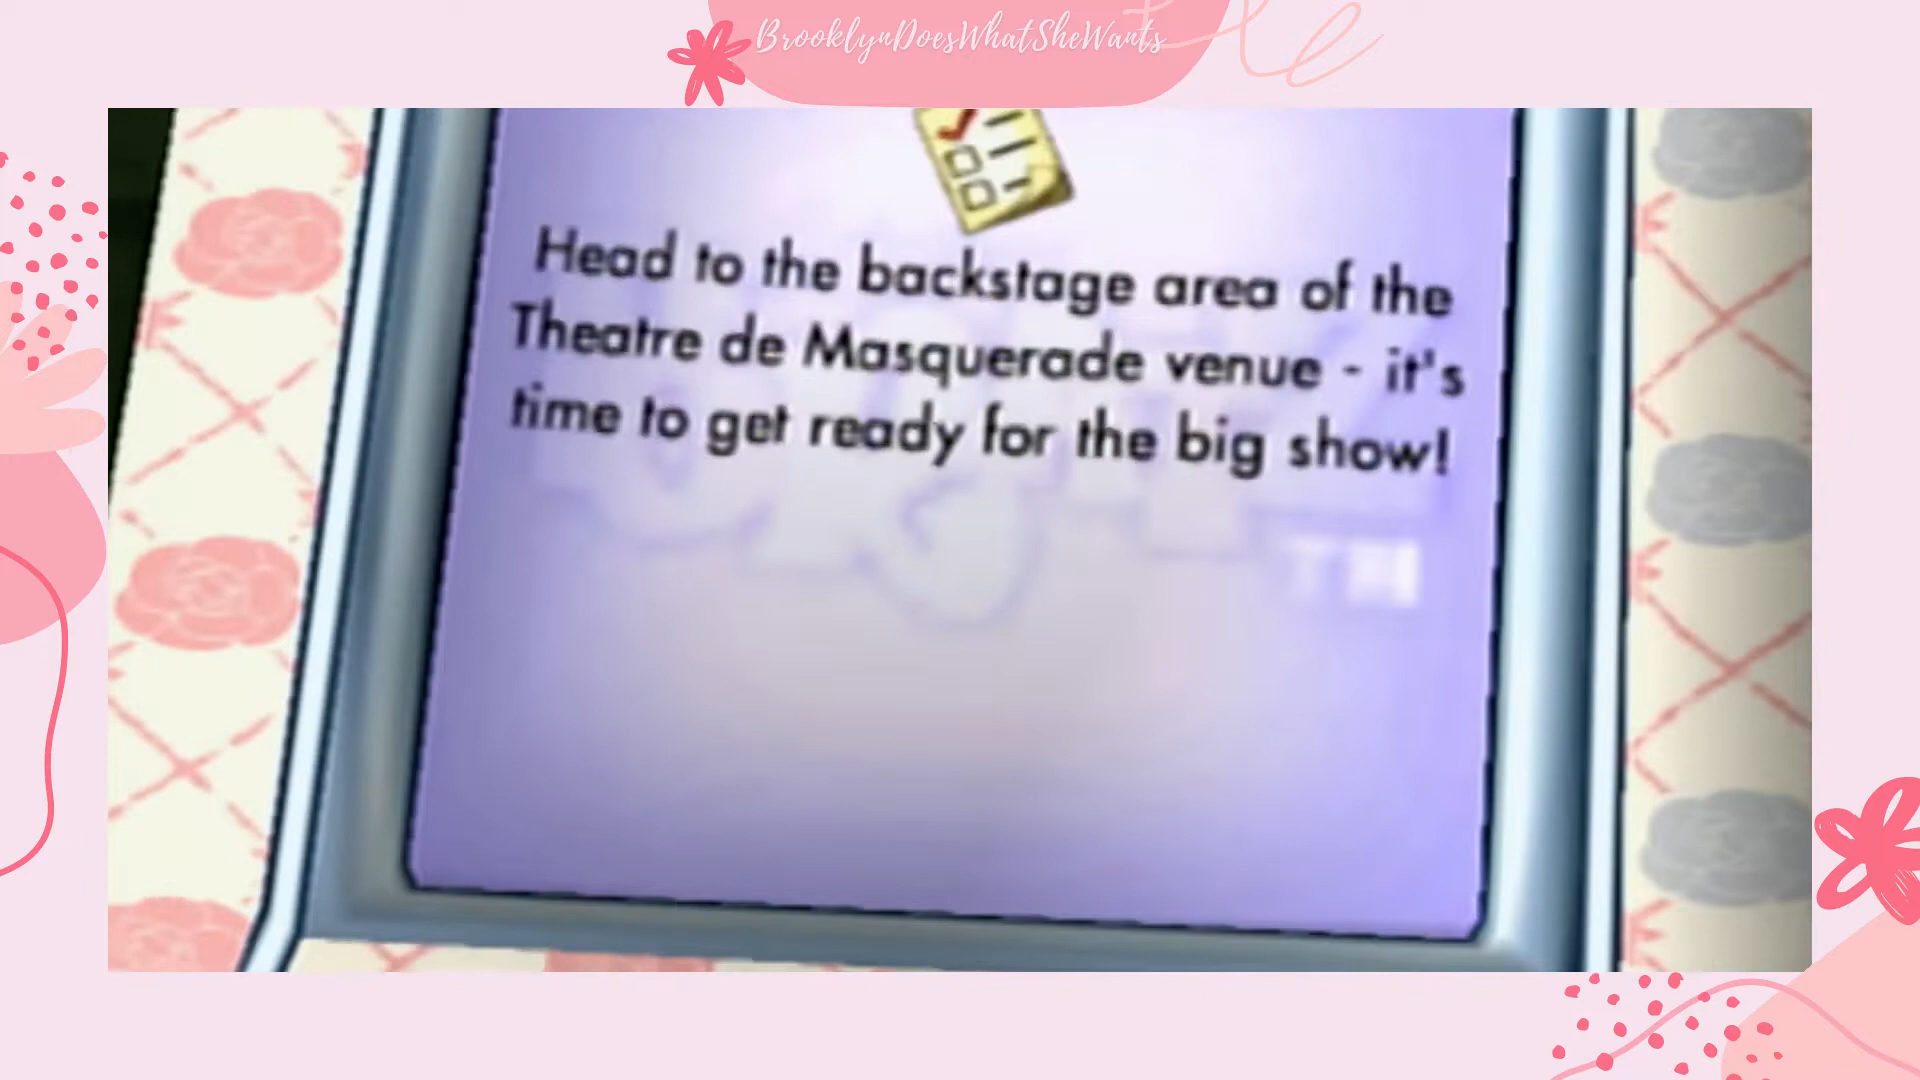 BrooklynDoesWhatSheWants
Head to the backstage area of the
Theatre de Masquerade venue - it's
time to get ready for the big show!
TM